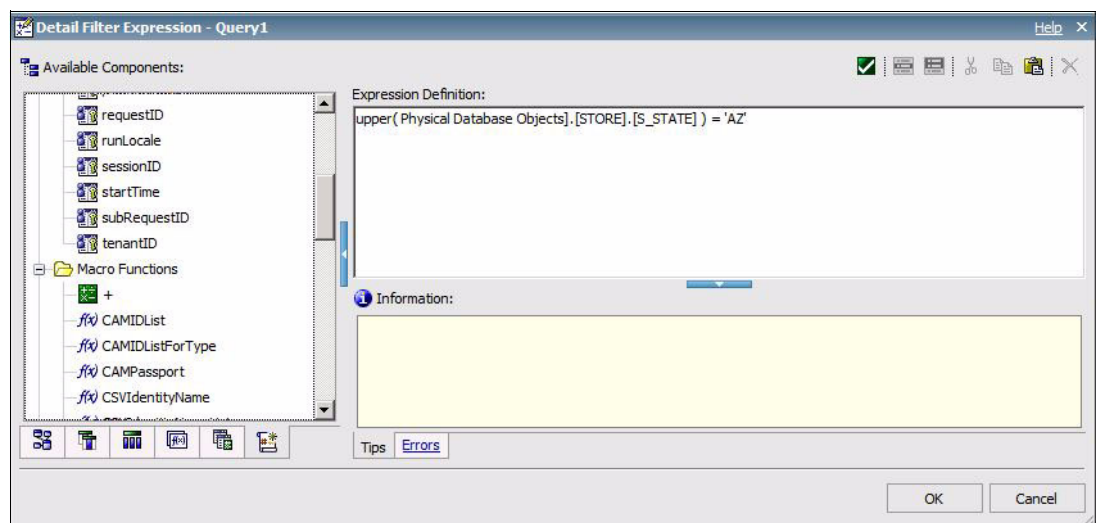 Detail Filter Expression - Query1
Help
Available Components:
requestID
runLocale
sessionID
startTime
subRequestID
tenantID
Macro Functions
+
f(x) CAMIDList
f(x) CAMIDListForType
f(x) CAMPassport
f(x) CSVIdentityName
Expression Definition:
upper( Physical Database Objects].[STORE].[S_STATE] ) = 'AZ'
Information:
Tips
Errors
OK
Cancel